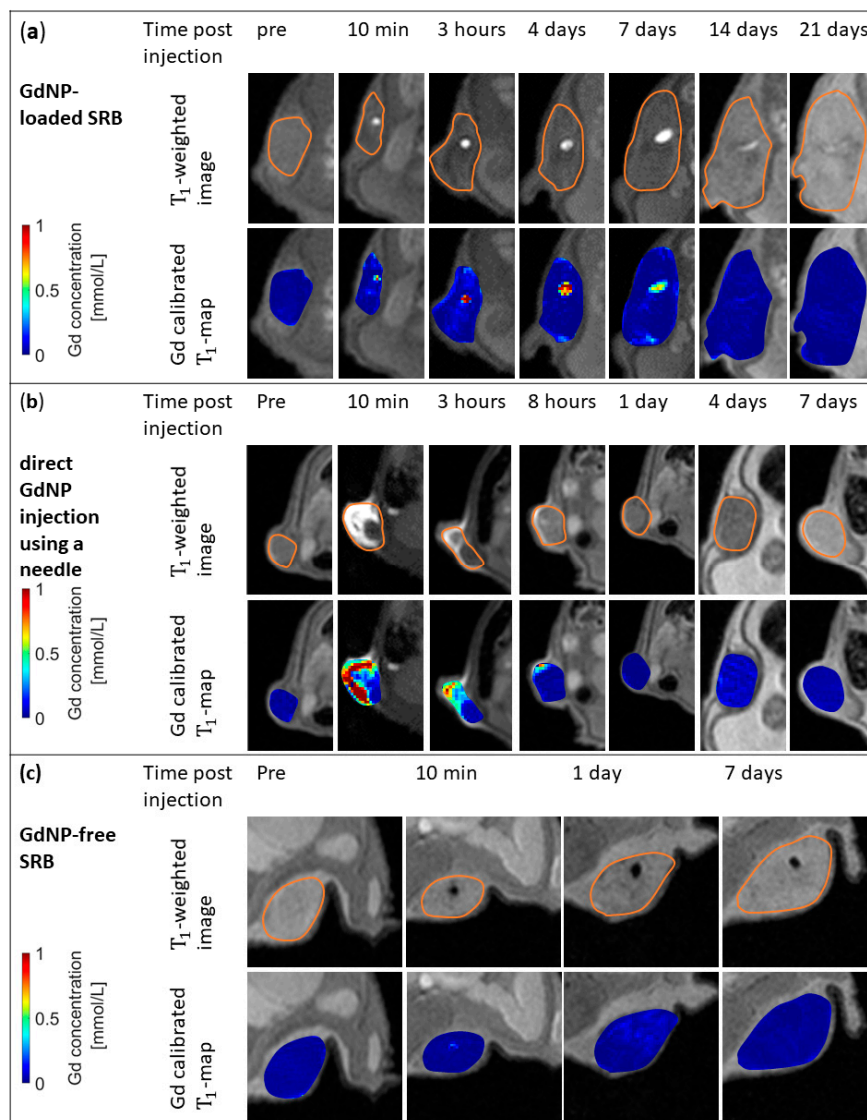 (a) Time post injection pre 10 min 3 hours 4 days 7 days 14 days 21 days
GdNP-
loaded SRB
T₁-weighted
image
1
0.5
0
Gd concentration
[mmol/L]
Gd calibrated
T₁-map
(b) Time post injection Pre 10 min 3 hours 8 hours 1 day 4 days 7 days
direct
GdNP
injection
using a
needle
T₁-weighted
image
1
0.5
0
Gd concentration
[mmol/L]
Gd calibrated
T₁-map
(c) Time post injection Pre 10 min 1 day 7 days
GdNP-free
SRB
T₁-weighted
image
1
0.5
0
Gd concentration
[mmol/L]
Gd calibrated
T₁-map